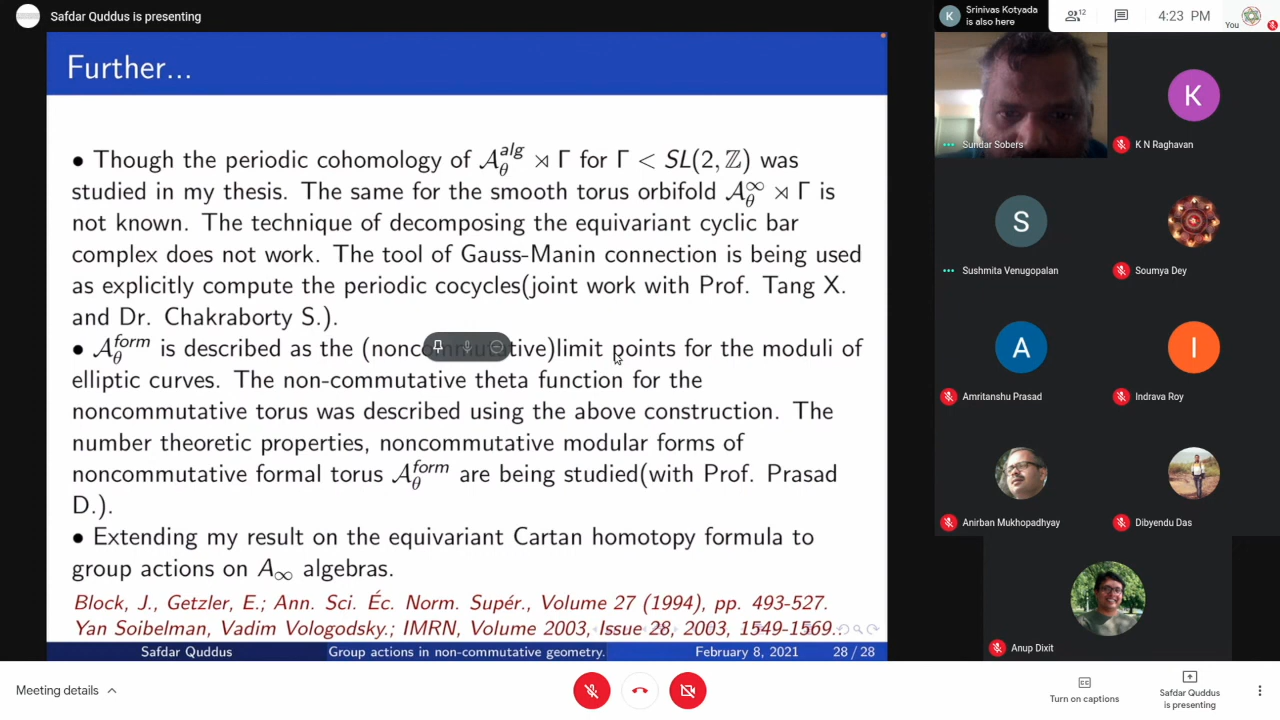 Safdar Quddus is presenting
Srinivas Kotyada
is also here
12
4:23 PM
You
Further...
• Though the periodic cohomology of 𝒜_θ^alg ⋊ Γ for Γ < SL(2, ℤ) was
studied in my thesis. The same for the smooth torus orbifold 𝒜_θ^∞ ⋊ Γ is
not known. The technique of decomposing the equivariant cyclic bar
complex does not work. The tool of Gauss-Manin connection is being used
as explicitly compute the periodic cocycles(joint work with Prof. Tang X.
and Dr. Chakraborty S.).
• 𝒜_θ^form is described as the (noncommutative)limit points for the moduli of
elliptic curves. The non-commutative theta function for the
noncommutative torus was described using the above construction. The
number theoretic properties, noncommutative modular forms of
noncommutative formal torus 𝒜_θ^form are being studied(with Prof. Prasad
D.).
• Extending my result on the equivariant Cartan homotopy formula to
group actions on A_∞ algebras.
Block, J., Getzler, E.; Ann. Sci. Éc. Norm. Supér., Volume 27 (1994), pp. 493-527.
Yan Soibelman, Vadim Vologodsky.; IMRN, Volume 2003, Issue 28, 2003, 1549-1569..
Safdar Quddus Group actions in non-commutative geometry. February 8, 2021 28 / 28
Sundar Sobers
K
K N Raghavan
S
Sushmita Venugopalan
Soumya Dey
A
Amritanshu Prasad
I
Indrava Roy
Anirban Mukhopadhyay
Dibyendu Das
Anup Dixit
Meeting details
Turn on captions
Safdar Quddus
is presenting